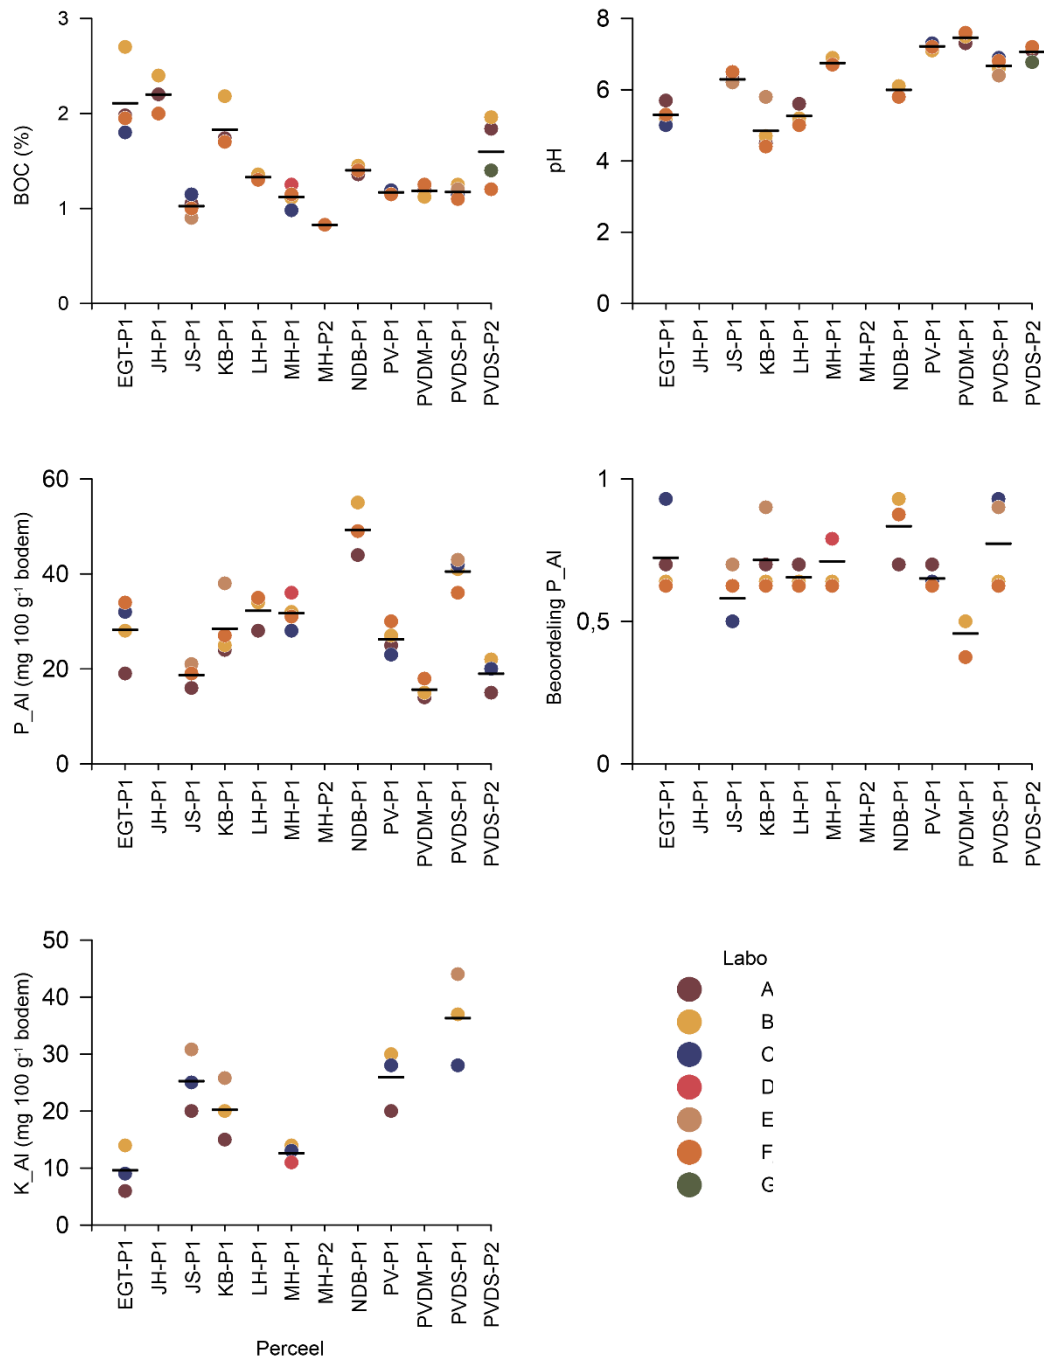 BOC (%)
3
2
1
0
EGT-P1
JH-P1
JS-P1
KB-P1
LH-P1
MH-P1
MH-P2
NDB-P1
PV-P1
PVDM-P1
PVDS-P1
PVDS-P2
pH
8
6
4
2
0
EGT-P1
JH-P1
JS-P1
KB-P1
LH-P1
MH-P1
MH-P2
NDB-P1
PV-P1
PVDM-P1
PVDS-P1
PVDS-P2
P_Al (mg 100 g⁻¹ bodem)
60
40
20
0
EGT-P1
JH-P1
JS-P1
KB-P1
LH-P1
MH-P1
MH-P2
NDB-P1
PV-P1
PVDM-P1
PVDS-P1
PVDS-P2
Beoordeling P_Al
1
0,5
0
EGT-P1
JH-P1
JS-P1
KB-P1
LH-P1
MH-P1
MH-P2
NDB-P1
PV-P1
PVDM-P1
PVDS-P1
PVDS-P2
K_Al (mg 100 g⁻¹ bodem)
50
40
30
20
10
0
EGT-P1
JH-P1
JS-P1
KB-P1
LH-P1
MH-P1
MH-P2
NDB-P1
PV-P1
PVDM-P1
PVDS-P1
PVDS-P2
Perceel
Labo
A
B
C
D
E
F
G